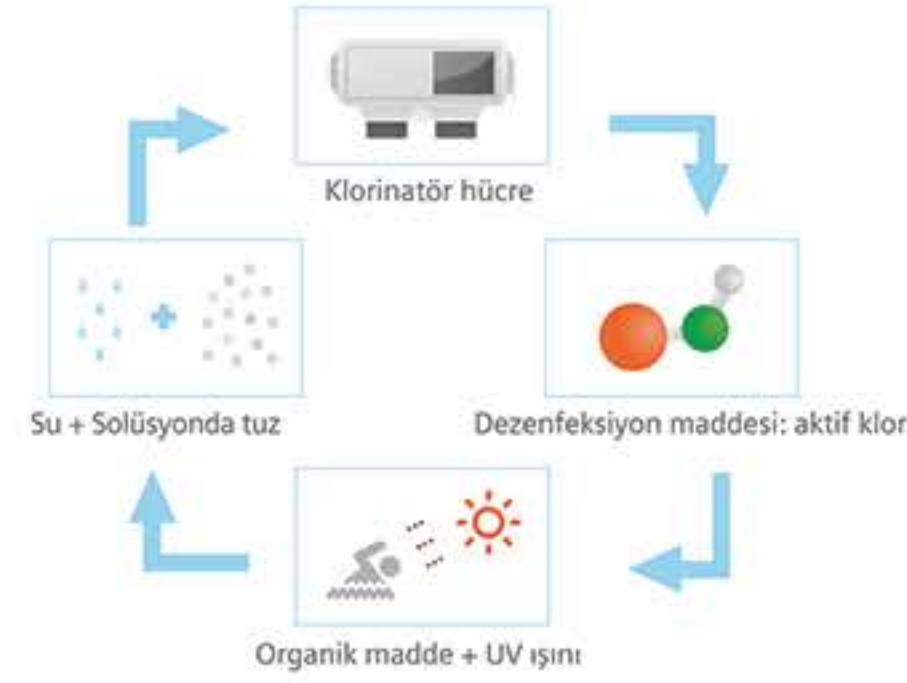 Klorinatör hücre
Su + Solüsyonda tuz
Dezenfeksiyon maddesi: aktif klor
Organik madde + UV ışını